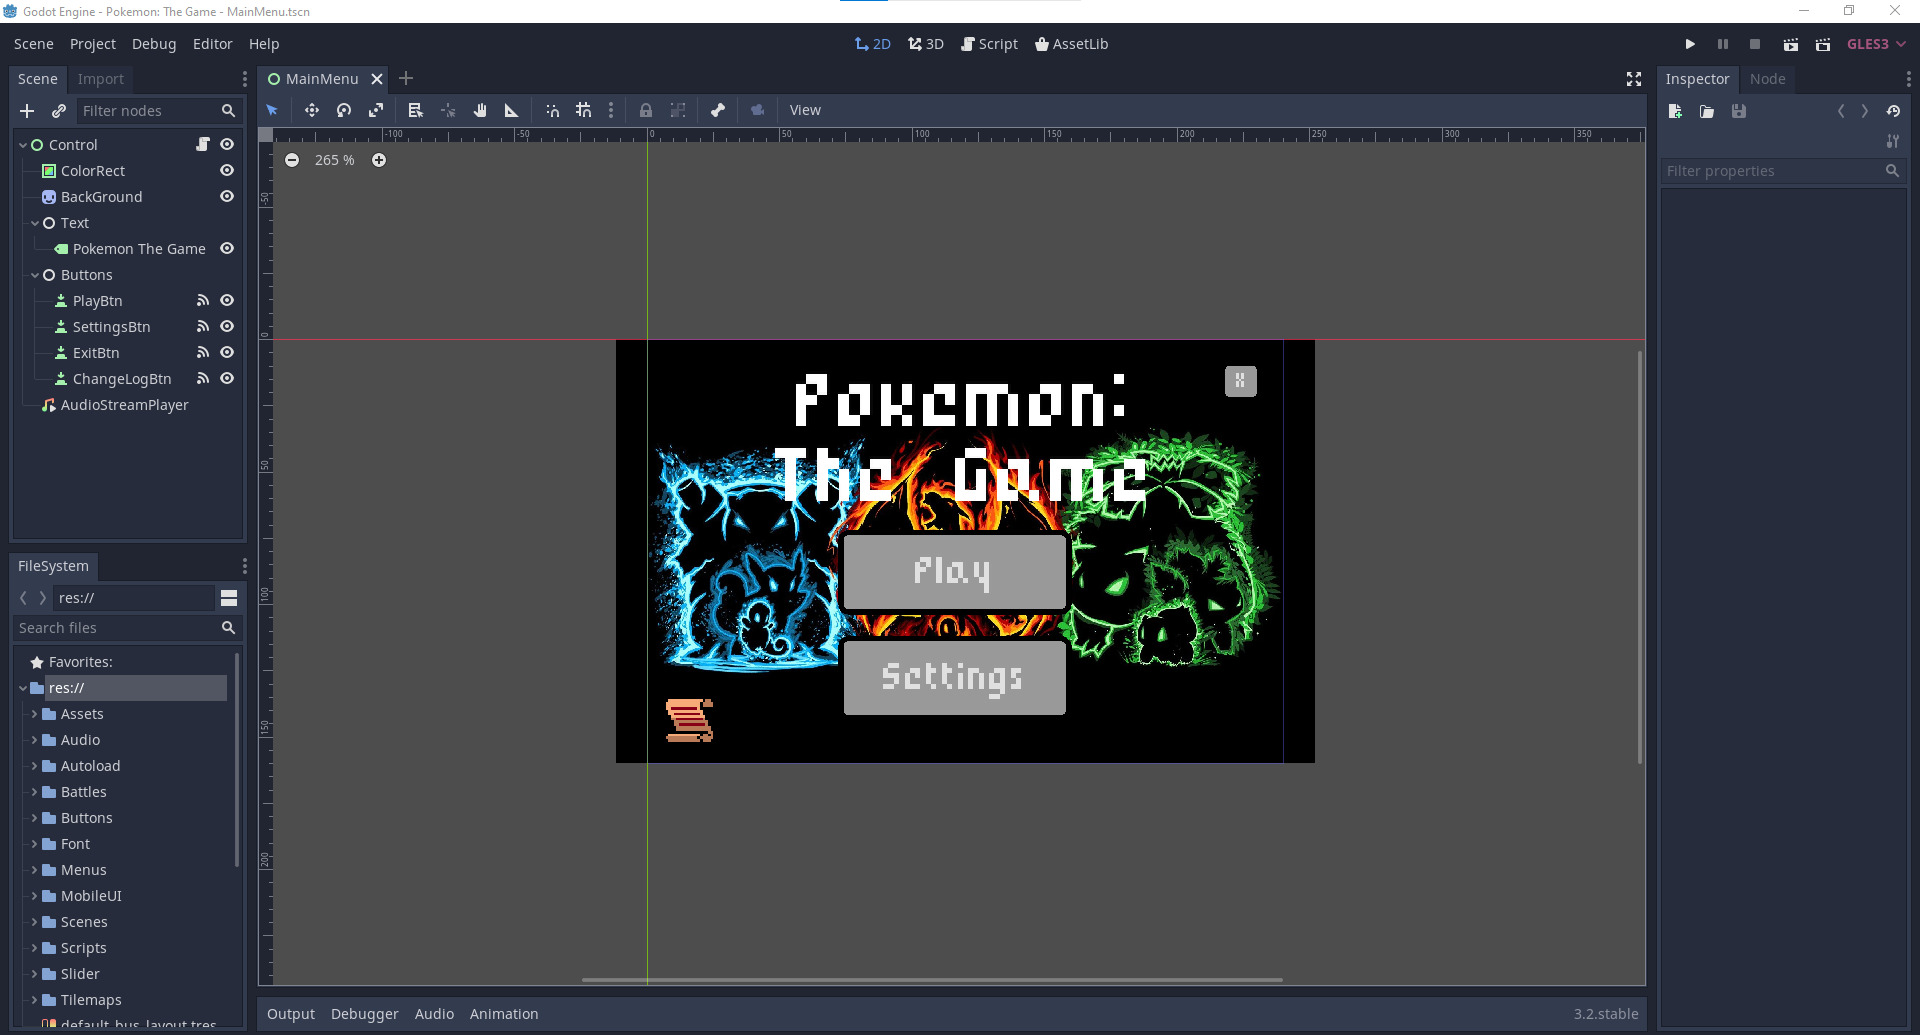 Godot Engine - Pokemon: The Game - MainMenu.tscn
Scene Project Debug Editor Help
2D 3D Script AssetLib
GLES3
Scene Import
Filter nodes
Control
ColorRect
BackGround
Text
Pokemon The Game
Buttons
PlayBtn
SettingsBtn
ExitBtn
ChangeLogBtn
AudioStreamPlayer
FileSystem
res://
Search files
Favorites:
res://
Assets
Audio
Autoload
Battles
Buttons
Font
Menus
MobileUI
Scenes
Scripts
Slider
Tilemaps
default_bus_layout.tres
MainMenu
View
-100 -50 0 50 100 150 200 250 300 350
-50
0
50
100
150
200
265 %
Pokemon:
The Game
X
Play
Settings
Output Debugger Audio Animation
3.2.stable
Inspector Node
Filter properties